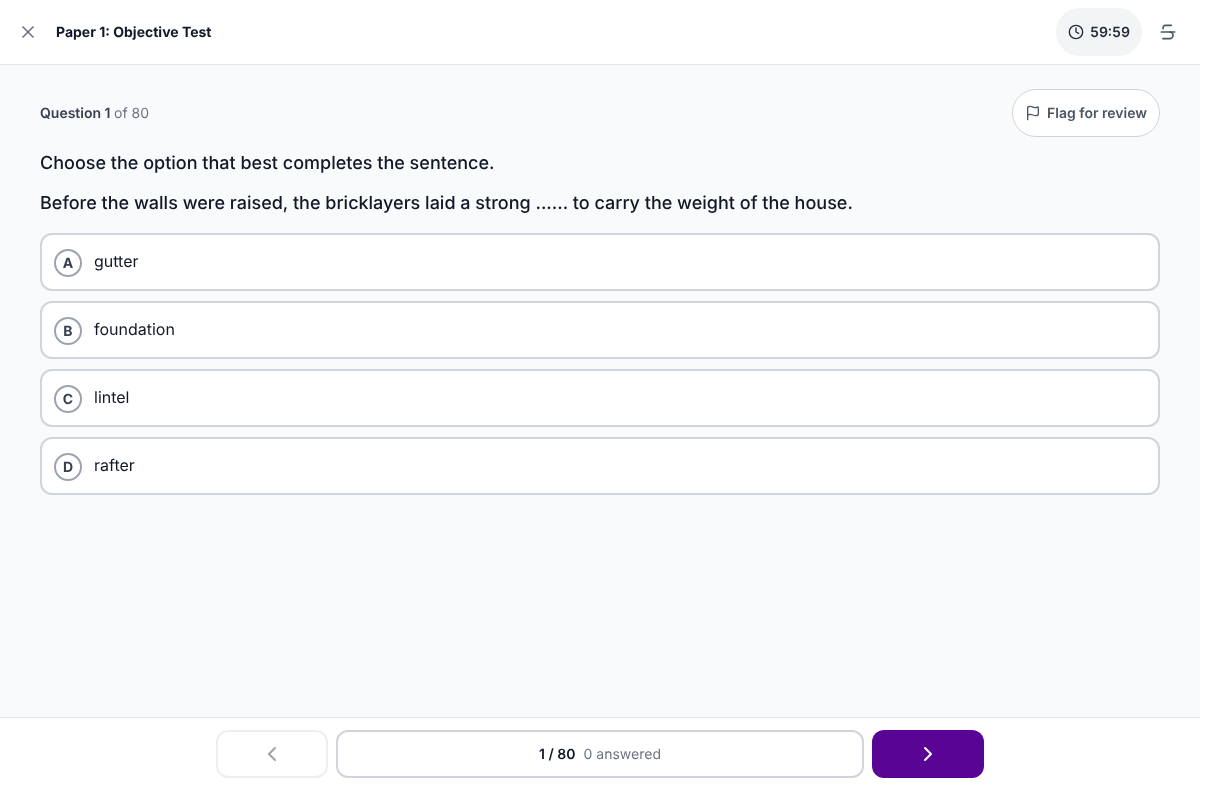 Paper 1: Objective Test
59:59
Question 1 of 80
Flag for review
Choose the option that best completes the sentence.
Before the walls were raised, the bricklayers laid a strong ...... to carry the weight of the house.
A gutter
B foundation
C lintel
D rafter
1 / 80 0 answered